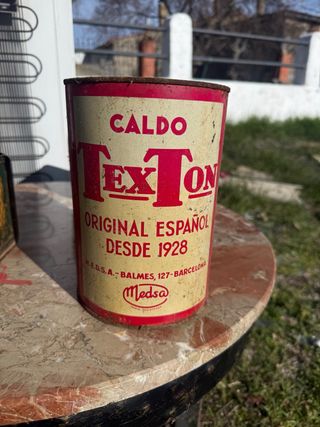 CALDO
TEXTON
ORIGINAL ESPAÑOL
DESDE 1928
M.E.D.S.A.-BALMES, 127-BARCELONA
Medsa